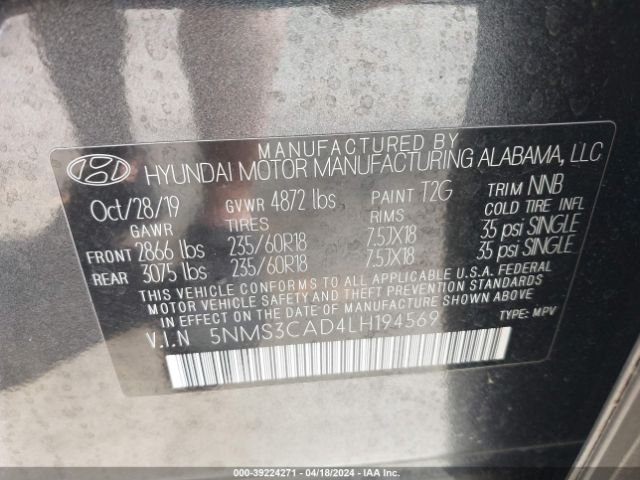 MANUFACTURED BY
HYUNDAI MOTOR MANUFACTURING ALABAMA, LLC
Oct/28/19 GVWR 4872 lbs PAINT T2G TRIM NNB
GAWR TIRES RIMS COLD TIRE INFL
FRONT 2866 lbs 235/60R18 7.5JX18 35 psi SINGLE
REAR 3075 lbs 235/60R18 7.5JX18 35 psi SINGLE
THIS VEHICLE CONFORMS TO ALL APPLICABLE U.S.A. FEDERAL
MOTOR VEHICLE SAFETY AND THEFT PREVENTION STANDARDS
IN EFFECT ON THE DATE OF MANUFACTURE SHOWN ABOVE.
V.I.N 5NMS3CAD4LH194569 TYPE: MPV
000-39224271 - 04/18/2024 - IAA Inc.